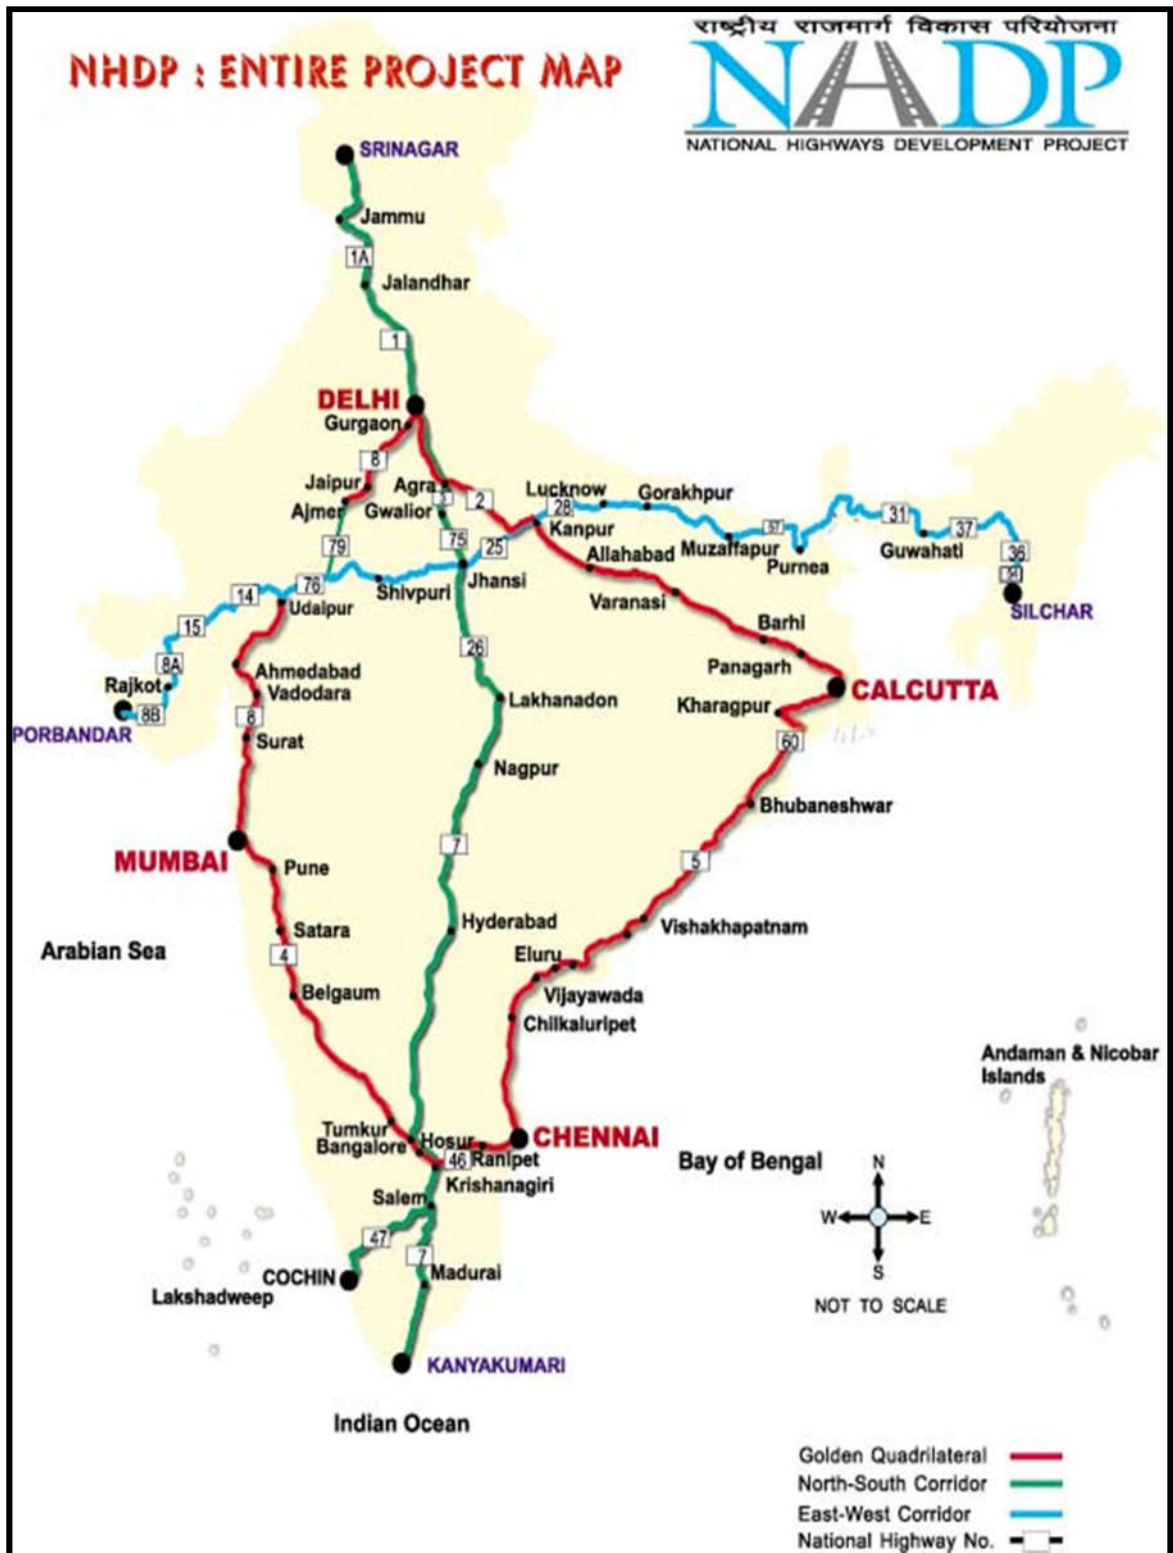 राष्ट्रीय राजमार्ग विकास परियोजना
NHDP : ENTIRE PROJECT MAP
NHDP
NATIONAL HIGHWAYS DEVELOPMENT PROJECT
SRINAGAR
Jammu
1A
Jalandhar
1
DELHI
Gurgaon
8
Jaipur
Agra
2
Lucknow
Gorakhpur
28
Ajmer
Gwalior
3
Kanpur
31
37
57
79
75
25
Allahabad
Muzaffapur
Purnea
Guwahati
36
Jhansi
76
Shivpuri
14
Udaipur
Varanasi
SILCHAR
15
Barhi
26
8A
Ahmedabad
Panagarh
Rajkot
Vadodara
Lakhanadon
CALCUTTA
Kharagpur
8B
8
PORBANDAR
Surat
60
Nagpur
Bhubaneshwar
MUMBAI
7
5
Pune
Hyderabad
Vishakhapatnam
Satara
Arabian Sea
4
Eluru
Belgaum
Vijayawada
Chilkaluripet
Andaman & Nicobar
Islands
Tumkur
Bangalore
Hosur
CHENNAI
46
Ranipet
Bay of Bengal
N
Krishanagiri
Salem
W
E
47
7
S
COCHIN
Madurai
Lakshadweep
NOT TO SCALE
KANYAKUMARI
Indian Ocean
Golden Quadrilateral
North-South Corridor
East-West Corridor
National Highway No.